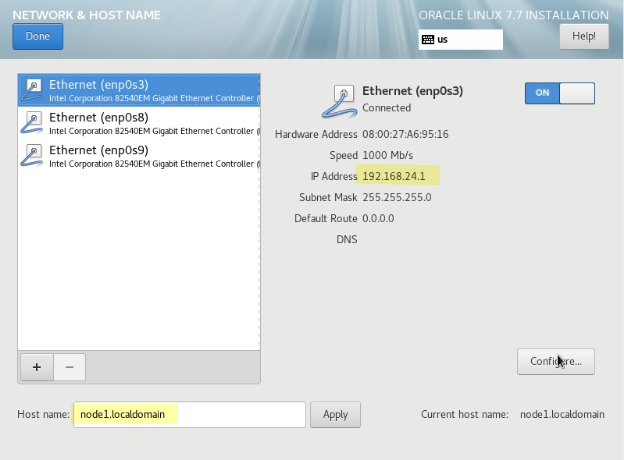 NETWORK & HOST NAME
ORACLE LINUX 7.7 INSTALLATION
Done
us
Help!
Ethernet (enp0s3)
Intel Corporation 82540EM Gigabit Ethernet Controller (
Ethernet (enp0s8)
Intel Corporation 82540EM Gigabit Ethernet Controller (
Ethernet (enp0s9)
Intel Corporation 82540EM Gigabit Ethernet Controller (
Ethernet (enp0s3)
Connected
ON
Hardware Address 08:00:27:A6:95:16
Speed 1000 Mb/s
IP Address 192.168.24.1
Subnet Mask 255.255.255.0
Default Route 0.0.0.0
DNS
+ −
Configure...
Host name: node1.localdomain Apply Current host name: node1.localdomain